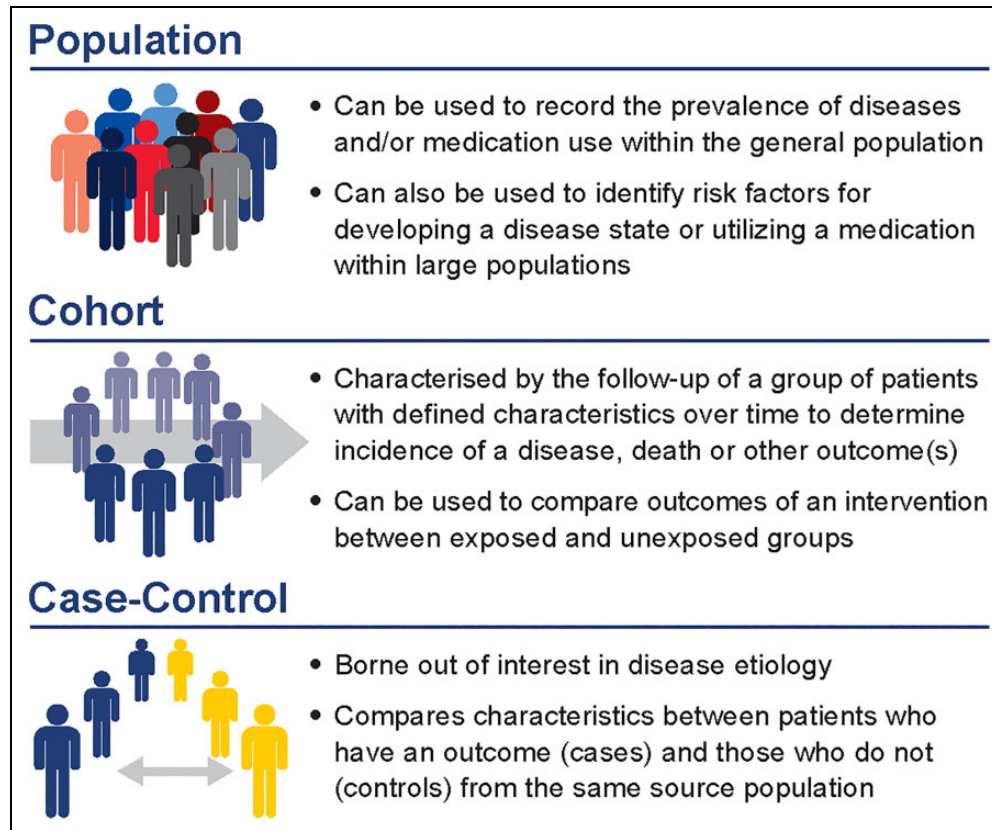 Population
• Can be used to record the prevalence of diseases
and/or medication use within the general population
• Can also be used to identify risk factors for
developing a disease state or utilizing a medication
within large populations
Cohort
• Characterised by the follow-up of a group of patients
with defined characteristics over time to determine
incidence of a disease, death or other outcome(s)
• Can be used to compare outcomes of an intervention
between exposed and unexposed groups
Case-Control
• Borne out of interest in disease etiology
• Compares characteristics between patients who
have an outcome (cases) and those who do not
(controls) from the same source population